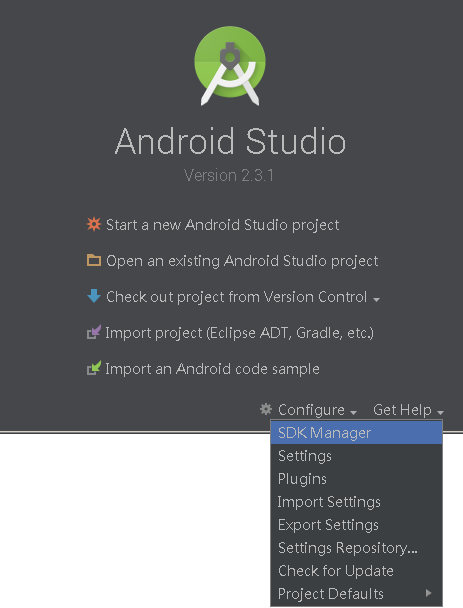 Android Studio
Version 2.3.1
Start a new Android Studio project
Open an existing Android Studio project
Check out project from Version Control
Import project (Eclipse ADT, Gradle, etc.)
Import an Android code sample
Configure Get Help
SDK Manager
Settings
Plugins
Import Settings
Export Settings
Settings Repository...
Check for Update
Project Defaults